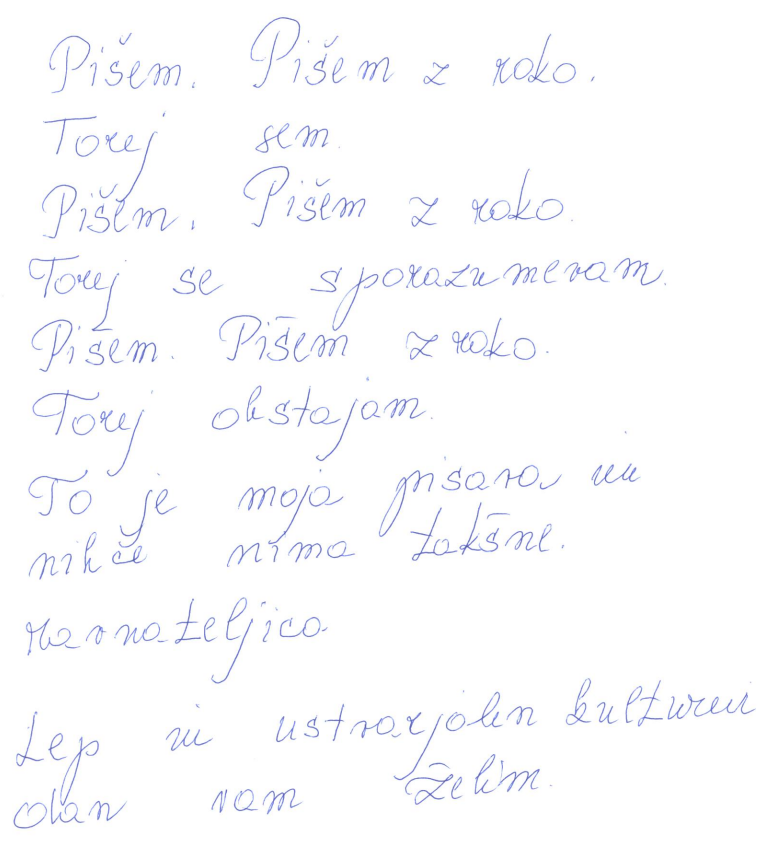 Pišem. Pišem z roko.
Torej sem.
Pišem. Pišem z roko.
Torej se sporazumevam.
Pišem. Pišem z roko.
Torej obstajam.
To je moja pisava in
nihče nima takšne.
ravnateljica
Lep in ustvarjalen kulturni
dan vam želim.